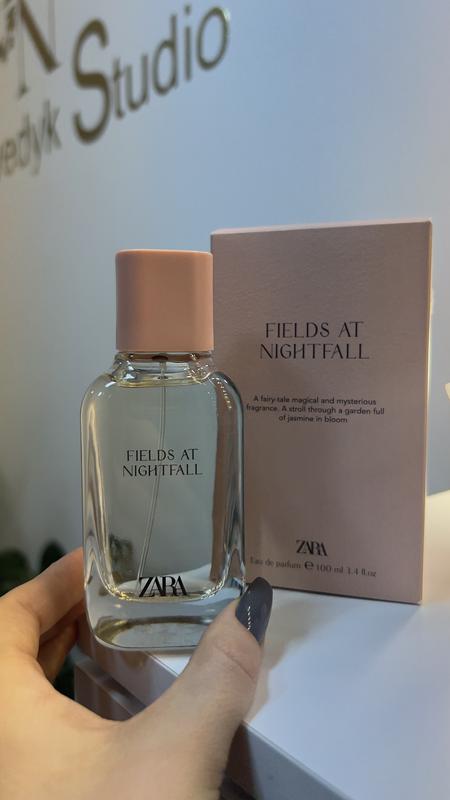 Studio
FIELDS AT
NIGHTFALL
A fairy-tale magical and mysterious
fragrance. A stroll through a garden full
of jasmine in bloom
ZARA
Eau de parfum ℮ 100 ml 3.4 fl.oz
FIELDS AT
NIGHTFALL
ZARA